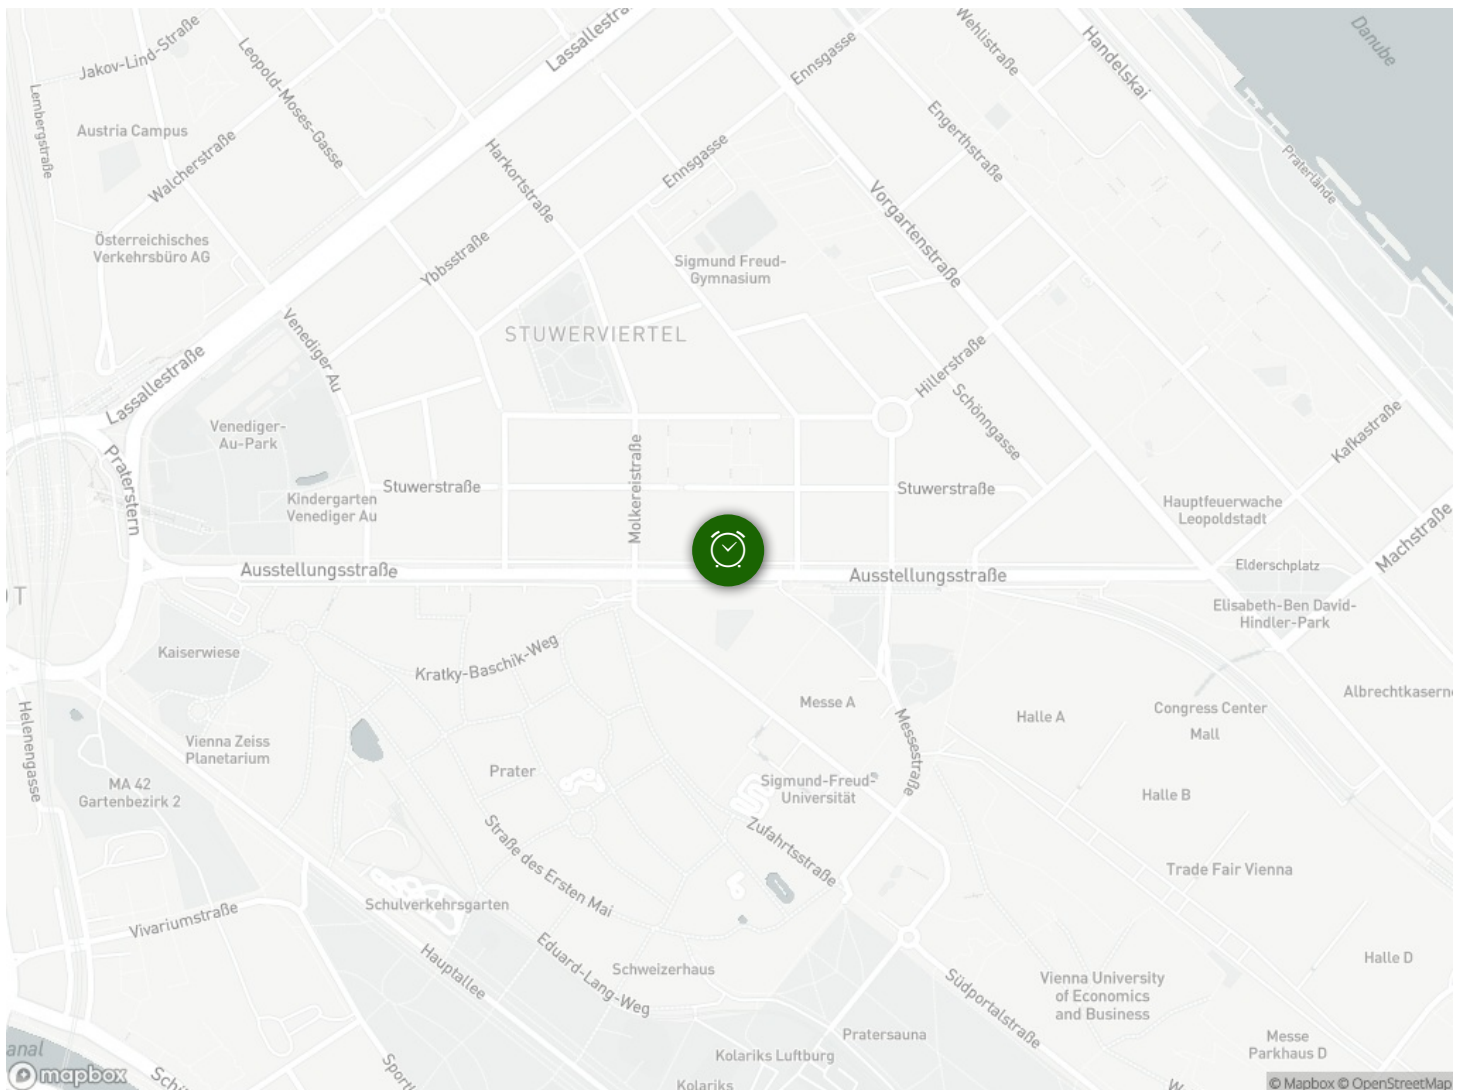 Jakov-Lind-Straße
Lassallestra
Wehlistraße
Handelskai
Danube
Leopold-Moses-Gasse
Ennsgasse
Lembergstraße
Austria Campus
Walcherstraße
Harkortstraße
Ennsgasse
Engerthstraße
Praterlände
Vorgartenstraße
Österreichisches
Verkehrsbüro AG
Ybbsstraße
Sigmund Freud-
Gymnasium
Venediger Au
STUWERVIERTEL
Lassallestraße
Hillerstraße
Schönngasse
Venediger-
Au-Park
Kafkastraße
Praterstern
Molkereistraße
Stuwerstraße
Stuwerstraße
Kindergarten
Venediger Au
Hauptfeuerwache
Leopoldstadt
Machstraße
Ausstellungsstraße
Ausstellungsstraße
Elderschplatz
T
Elisabeth-Ben David-
Hindler-Park
Kaiserwiese
Kratky-Baschik-Weg
Albrechtkasern
Helenengasse
Messe A
Halle A
Congress Center
Mall
Messestraße
Vienna Zeiss
Planetarium
MA 42
Gartenbezirk 2
Prater
Sigmund-Freud-
Universität
Halle B
Straße des Ersten Mai
Zufahrtsstraße
Trade Fair Vienna
Schulverkehrsgarten
Vivariumstraße
Hauptallee
Eduard-Lang-Weg
Schweizerhaus
Halle D
Südportalstraße
Vienna University
of Economics
and Business
Pratersauna
Messe
Parkhaus D
Kolariks Luftburg
Kolariks
anal
mapbox
Sch
Sport
W
© Mapbox © OpenStreetMap